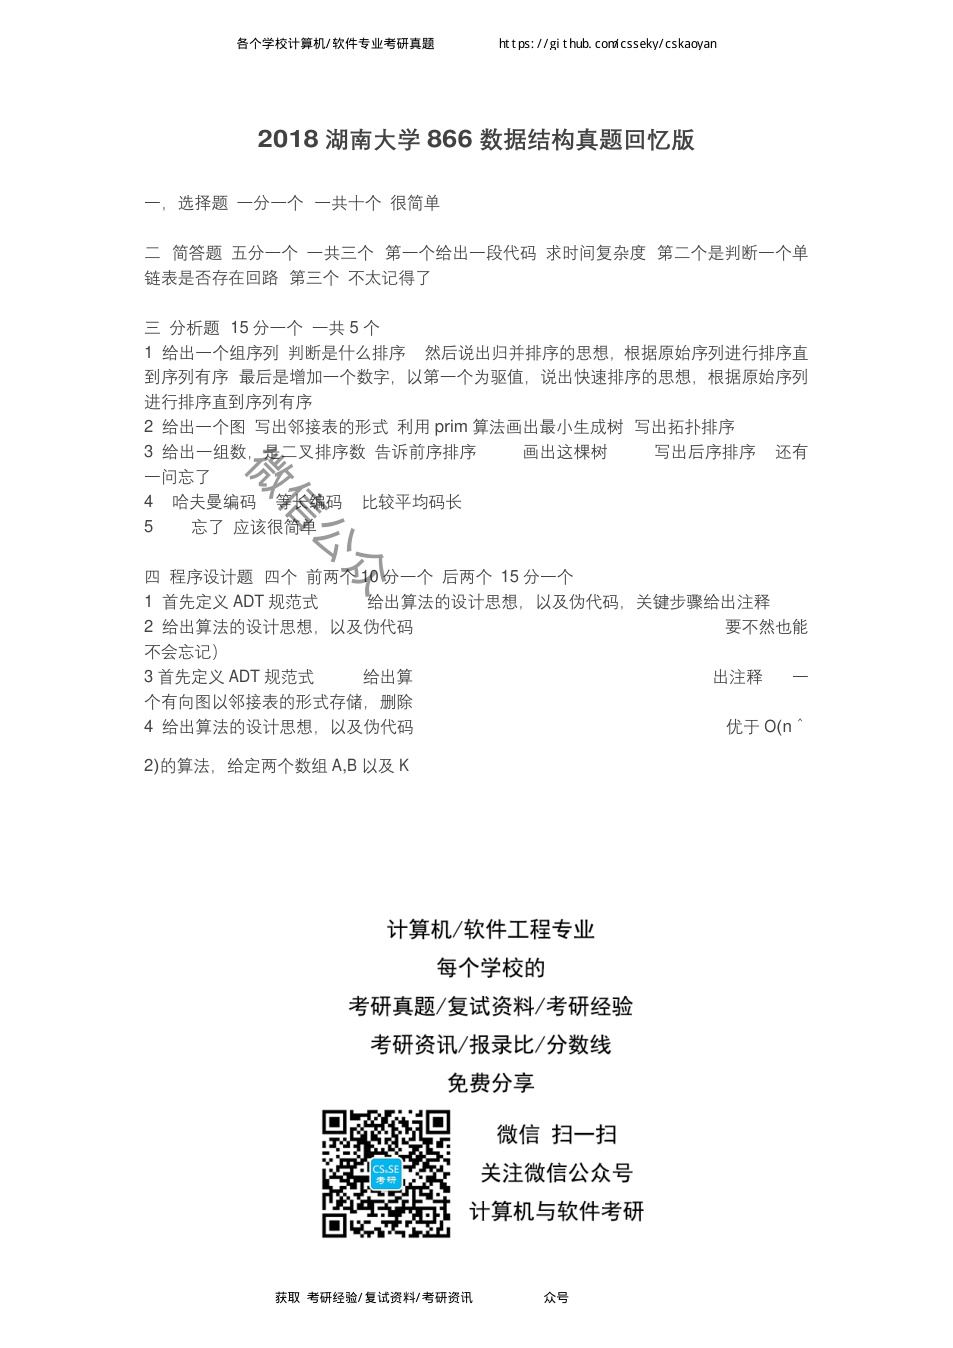 各个学校计算机/软件专业考研真题 https://github.com/csseky/cskaoyan
2018 湖南大学 866 数据结构真题回忆版
一，选择题 一分一个 一共十个 很简单
二 简答题 五分一个 一共三个 第一个给出一段代码 求时间复杂度 第二个是判断一个单
链表是否存在回路 第三个 不太记得了
三 分析题 15 分一个 一共 5 个
1 给出一个组序列 判断是什么排序 然后说出归并排序的思想，根据原始序列进行排序直
到序列有序 最后是增加一个数字，以第一个为驱值，说出快速排序的思想，根据原始序列
进行排序直到序列有序
2 给出一个图 写出邻接表的形式 利用 prim 算法画出最小生成树 写出拓扑排序
3 给出一组数，是二叉排序数 告诉前序排序 画出这棵树 写出后序排序 还有
一问忘了
4 哈夫曼编码 等长编码 比较平均码长
5 忘了 应该很简单
四 程序设计题 四个 前两个 10 分一个 后两个 15 分一个
1 首先定义 ADT 规范式 给出算法的设计思想，以及伪代码，关键步骤给出注释
2 给出算法的设计思想，以及伪代码 要不然也能
不会忘记）
3 首先定义 ADT 规范式 给出算 出注释 一
个有向图以邻接表的形式存储，删除
4 给出算法的设计思想，以及伪代码 优于 O(n ^
2)的算法，给定两个数组 A,B 以及 K
微信公众
计算机/软件工程专业
每个学校的
考研真题/复试资料/考研经验
考研资讯/报录比/分数线
免费分享
CS&SE
考研
微信 扫一扫
关注微信公众号
计算机与软件考研
获取 考研经验/复试资料/考研资讯 众号